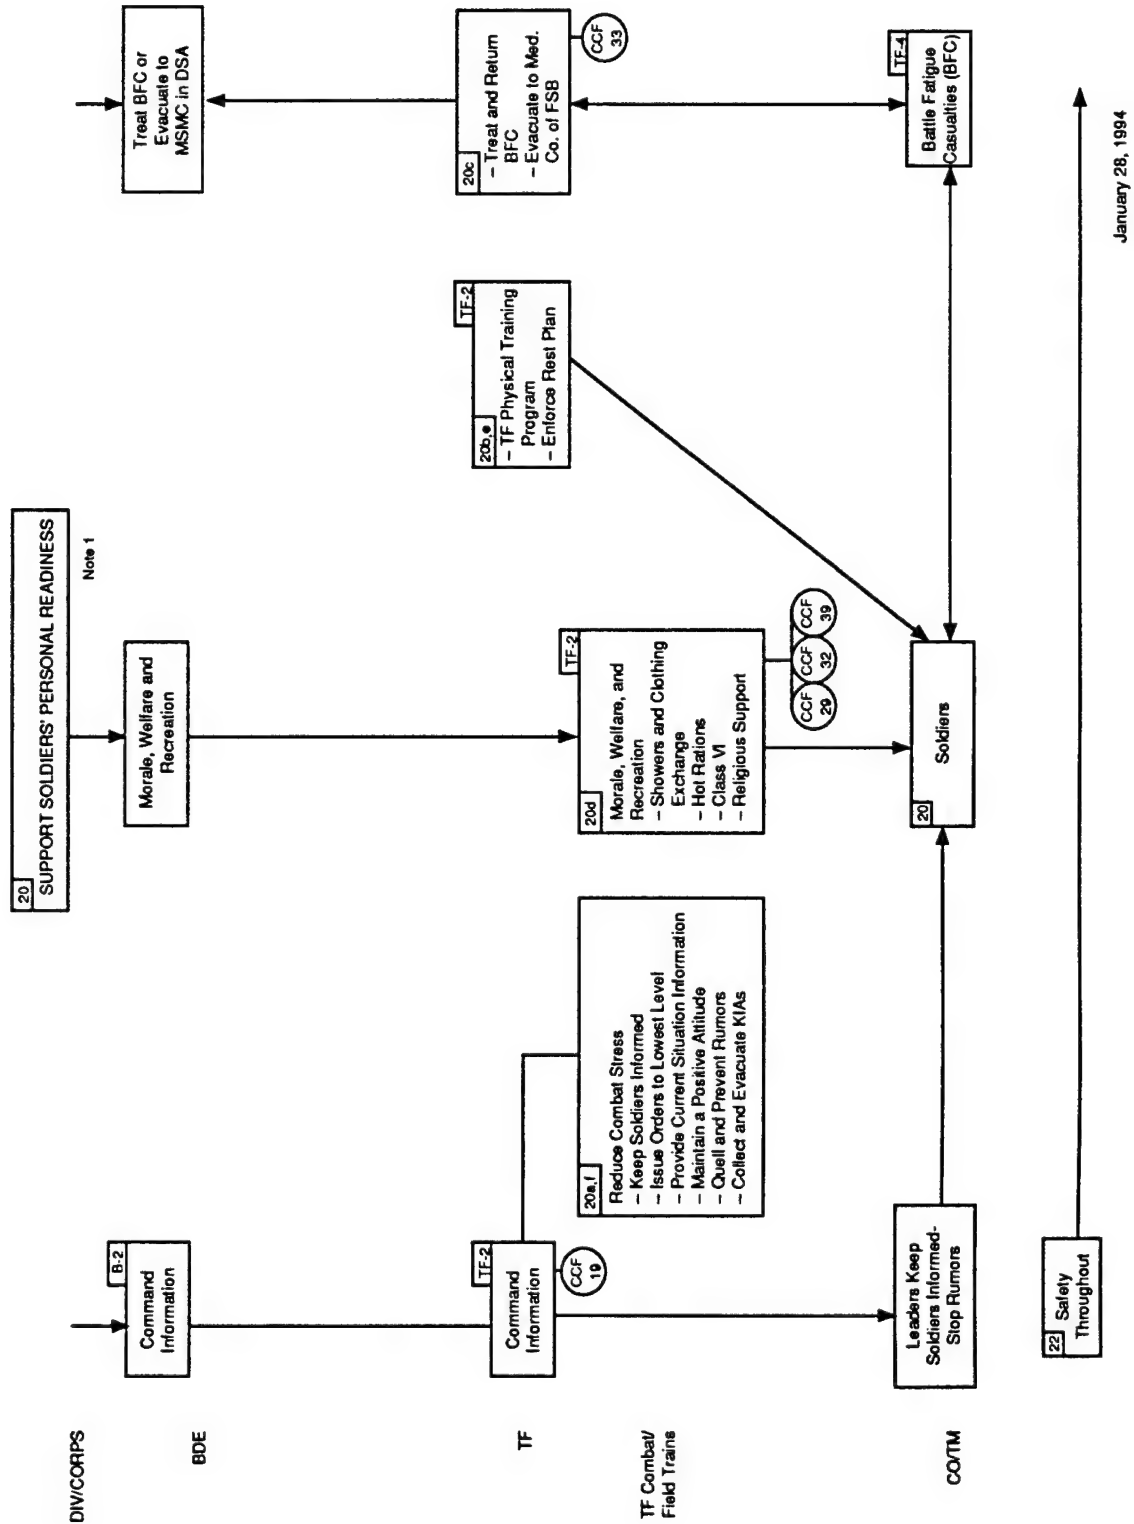 20
SUPPORT SOLDIERS' PERSONAL READINESS
Note 1
DIV/CORPS
BDE
B-2
Command
Information
Morale, Welfare and
Recreation
Treat BFC or
Evacuate to
MSMC in DSA
TF
TF-2
Command
Information
CCF
19
TF-2
20b,e
– TF Physical Training
Program
– Enforce Rest Plan
20c
– Treat and Return
BFC
– Evacuate to Med.
Co. of FSB
CCF
33
TF Combat/
Field Trains
20a,f
Reduce Combat Stress
– Keep Soldiers Informed
– Issue Orders to Lowest Level
– Provide Current Situation Information
– Maintain a Positive Attitude
– Quell and Prevent Rumors
– Collect and Evacuate KIAs
TF-2
20d
Morale, Welfare, and
Recreation
– Showers and Clothing
Exchange
– Hot Rations
– Class VI
– Religious Support
CCF
29
CCF
32
CCF
39
CO/TM
Leaders Keep
Soldiers Informed-
Stop Rumors
20
Soldiers
TF-4
Battle Fatigue
Casualties (BFC)
22
Safety
Throughout
January 28, 1994